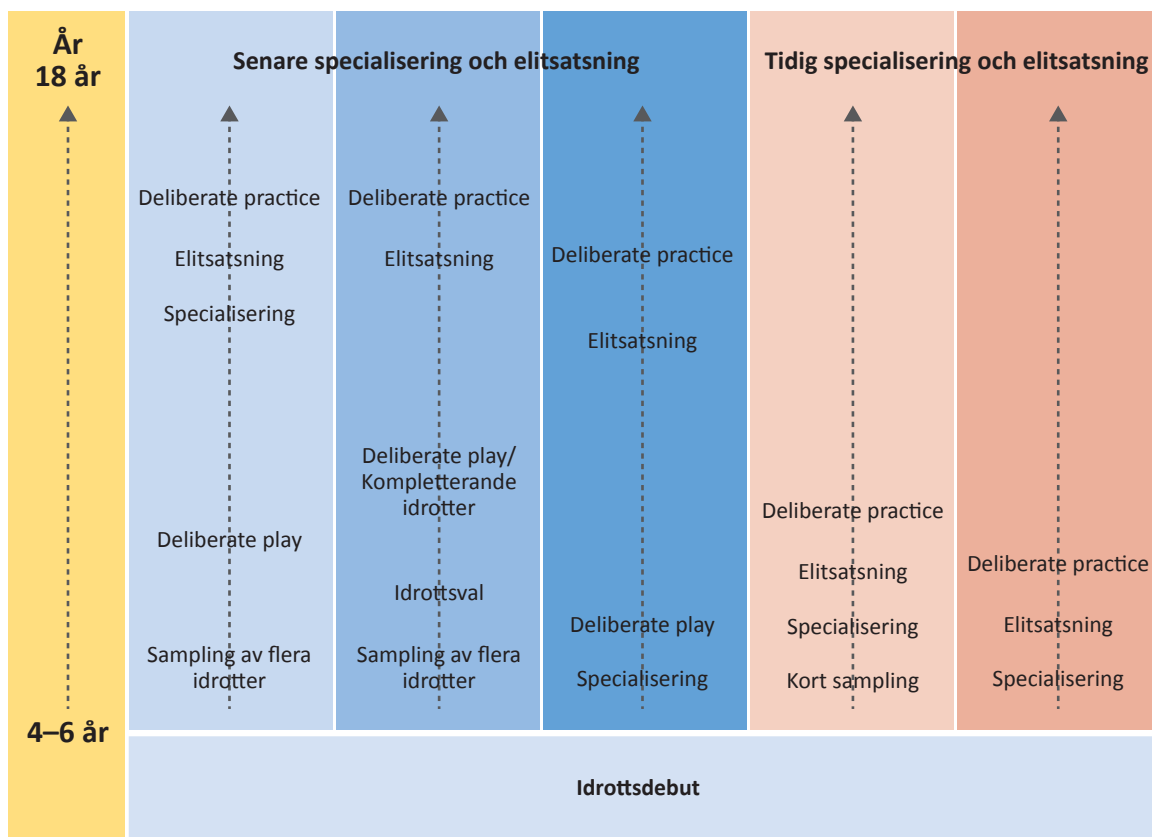 År
18 år
Senare specialisering och elitsatsning
Tidig specialisering och elitsatsning
Deliberate practice
Elitsatsning
Specialisering
Deliberate play
Sampling av flera
idrotter
Deliberate practice
Elitsatsning
Deliberate play/
Kompletterande
idrotter
Idrottsval
Sampling av flera
idrotter
Deliberate practice
Elitsatsning
Deliberate play
Specialisering
Deliberate practice
Elitsatsning
Specialisering
Kort sampling
Deliberate practice
Elitsatsning
Specialisering
4–6 år
Idrottsdebut